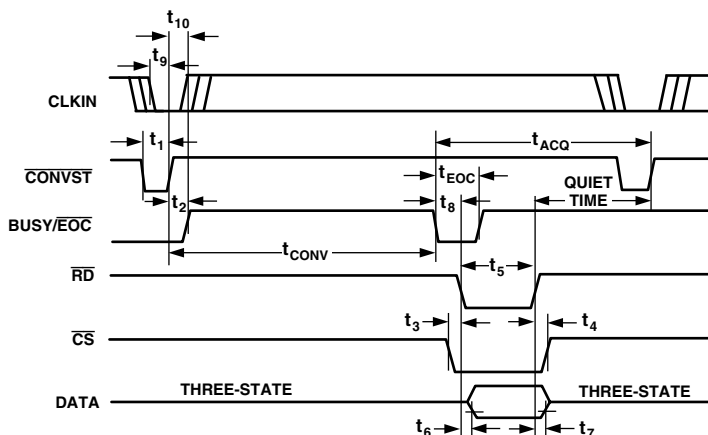 t10
t9
CLKIN
t1
tACQ
CONVST
tEOC
QUIET
TIME
t2
t8
BUSY/EOC
tCONV
t5
RD
t3
t4
CS
THREE-STATE
THREE-STATE
DATA
t6
t7